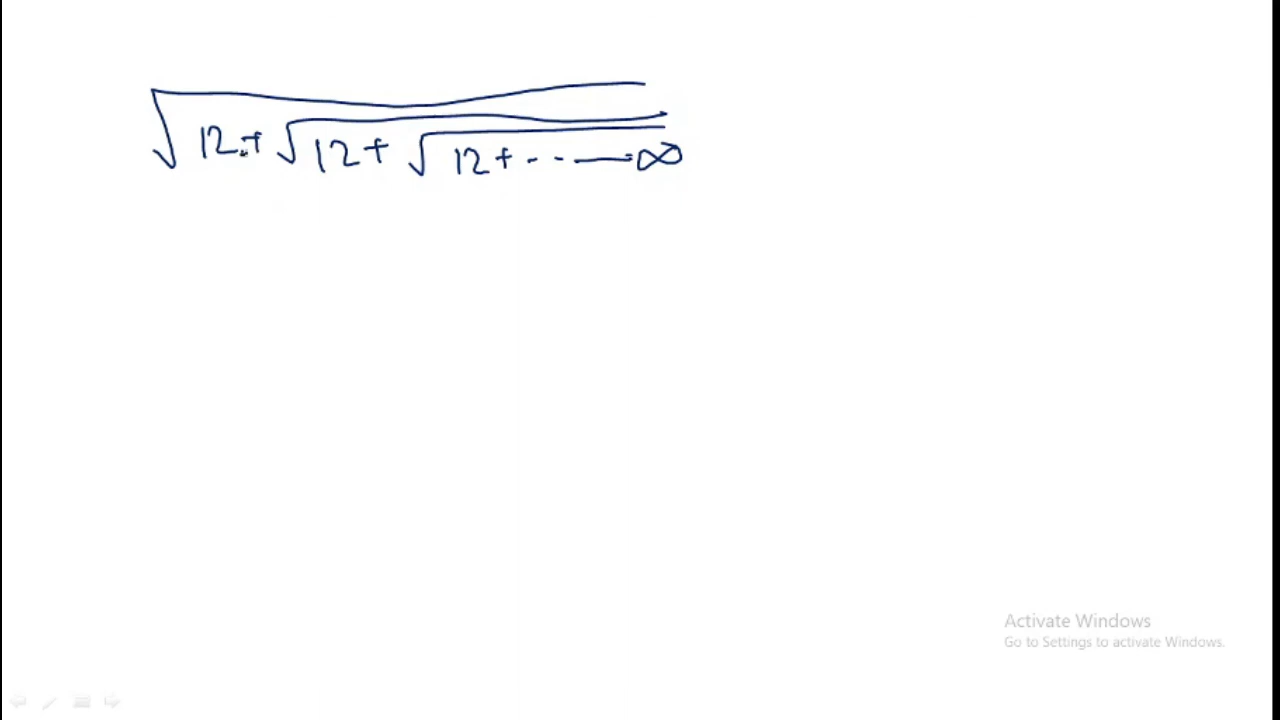 √12+√12+√12+-----∞
Activate Windows
Go to Settings to activate Windows.